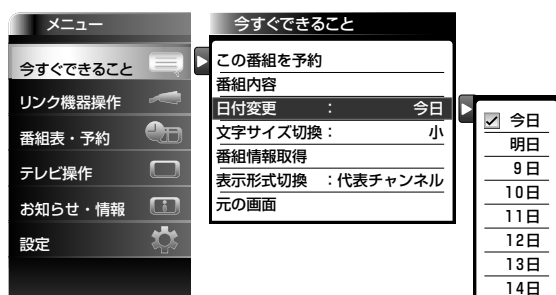 メニュー
今すぐできること
リンク機器操作
番組表・予約
テレビ操作
お知らせ・情報
設定
今すぐできること
この番組を予約
番組内容
日付変更 : 今日
文字サイズ切換 : 小
番組情報取得
表示形式切換 : 代表チャンネル
元の画面
今日
明日
9日
10日
11日
12日
13日
14日